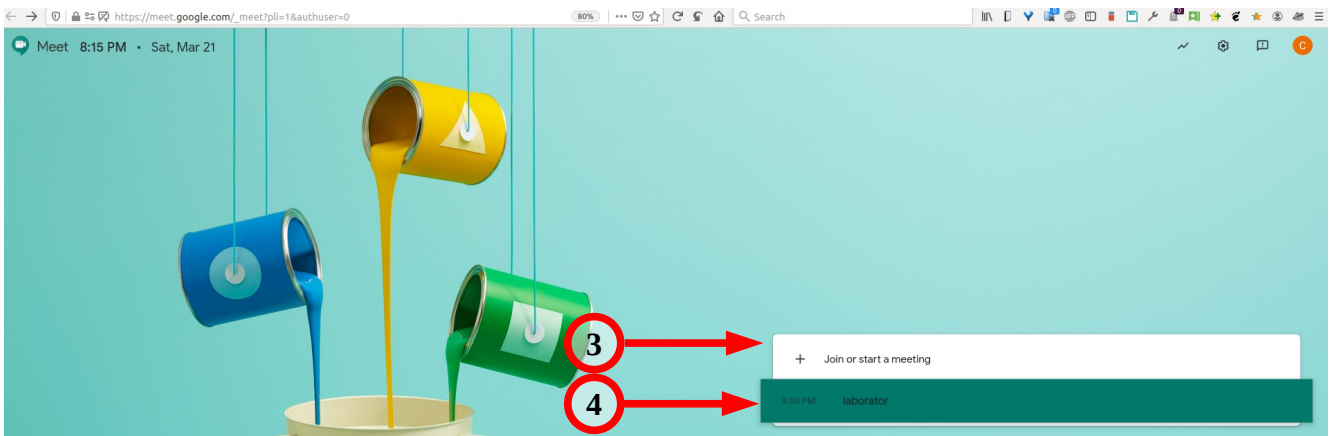 https://meet.google.com/_meet?pli=1&authuser=0 80% Search
Meet 8:15 PM • Sat, Mar 21 C
3
+ Join or start a meeting
4
9:00 PM laborator